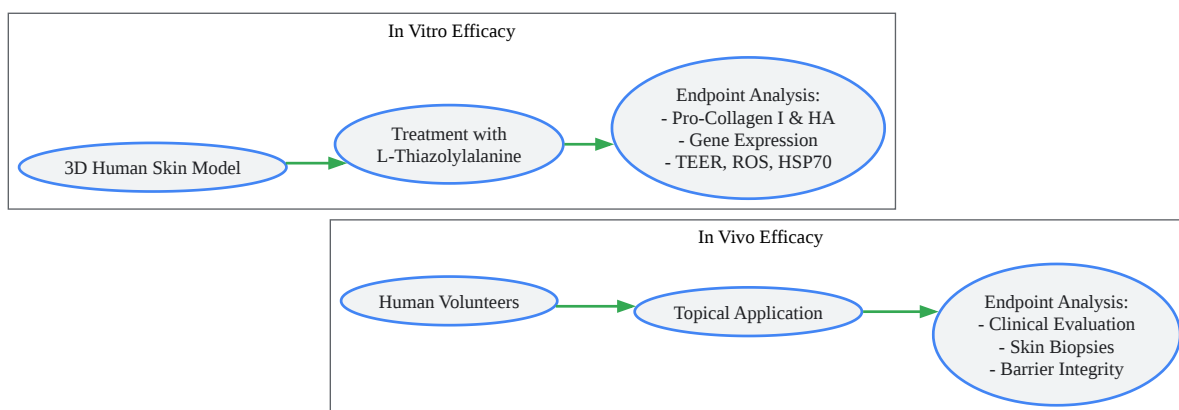 In Vitro Efficacy
3D Human Skin Model
Treatment with
L-Thiazolylalanine
Endpoint Analysis:
- Pro-Collagen I & HA
- Gene Expression
- TEER, ROS, HSP70
In Vivo Efficacy
Human Volunteers
Topical Application
Endpoint Analysis:
- Clinical Evaluation
- Skin Biopsies
- Barrier Integrity